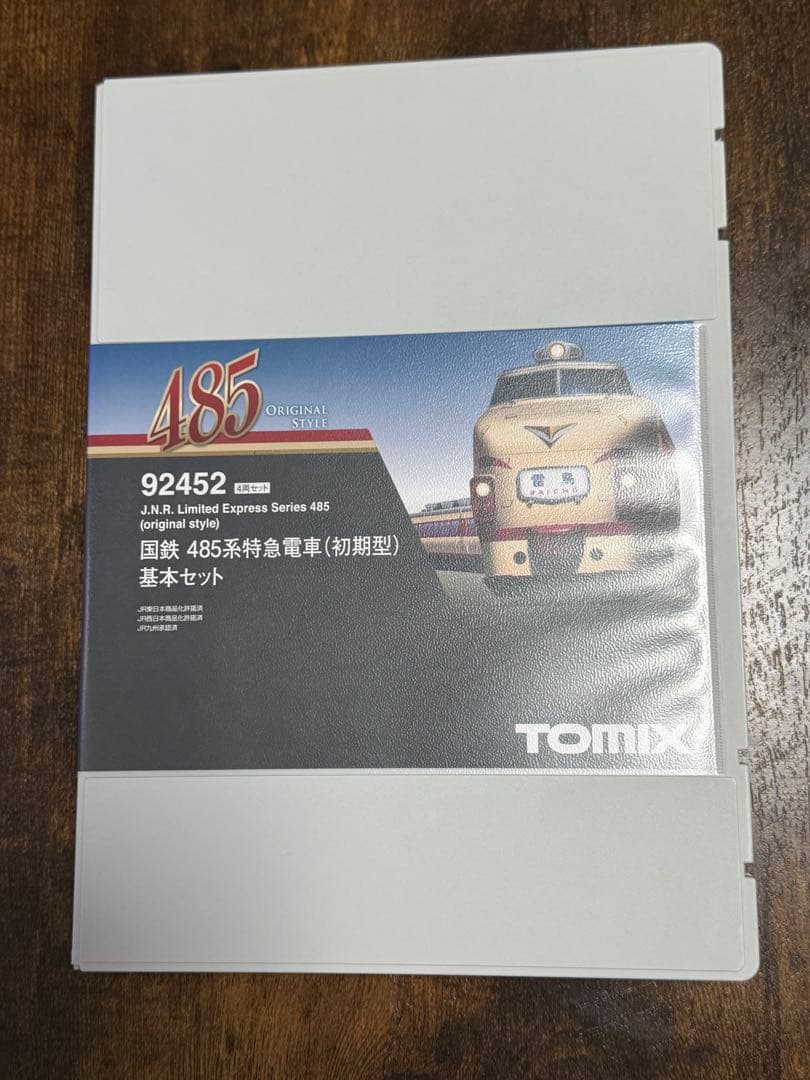 485
ORIGINAL
STYLE
92452 4両セット
J.N.R. Limited Express Series 485
(original style)
国鉄 485系特急電車(初期型)
基本セット
JR東日本商品化許諾済
JR西日本商品化許諾済
JR九州承認済
雷鳥
RAICHO
TOMIX